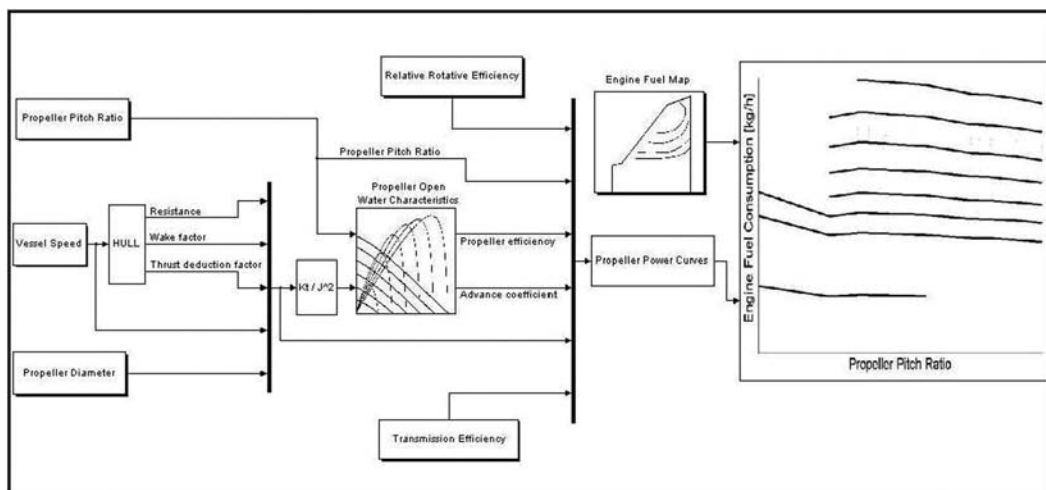 Relative Rotative Efficiency
Engine Fuel Map
Propeller Pitch Ratio
Propeller Pitch Ratio
Propeller Open
Water Characteristics
Resistance
Vessel Speed
HULL
Wake factor
Propeller efficiency
Thrust deduction factor
Kt / J^2
Propeller Power Curves
Advance coefficient
Engine Fuel Consumption [kg/h]
Propeller Pitch Ratio
Propeller Diameter
Transmission Efficiency